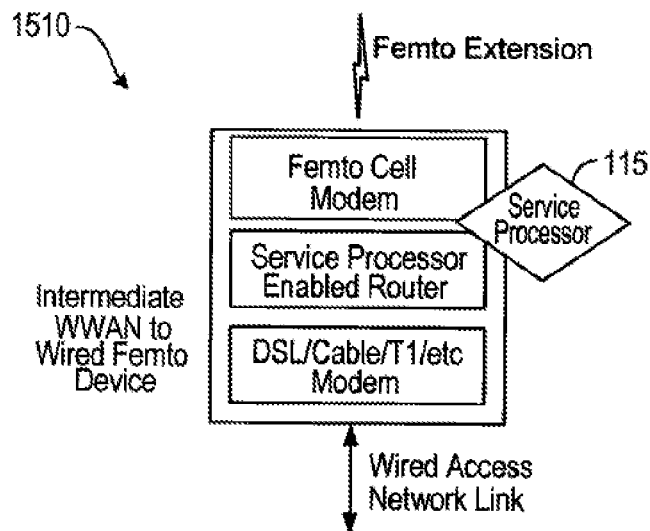 1510
Femto Extension
Femto Cell
Modem
115
Service
Processor
Service Processor
Enabled Router
Intermediate
WWAN to
Wired Femto
Device
DSL/Cable/T1/etc
Modem
Wired Access
Network Link